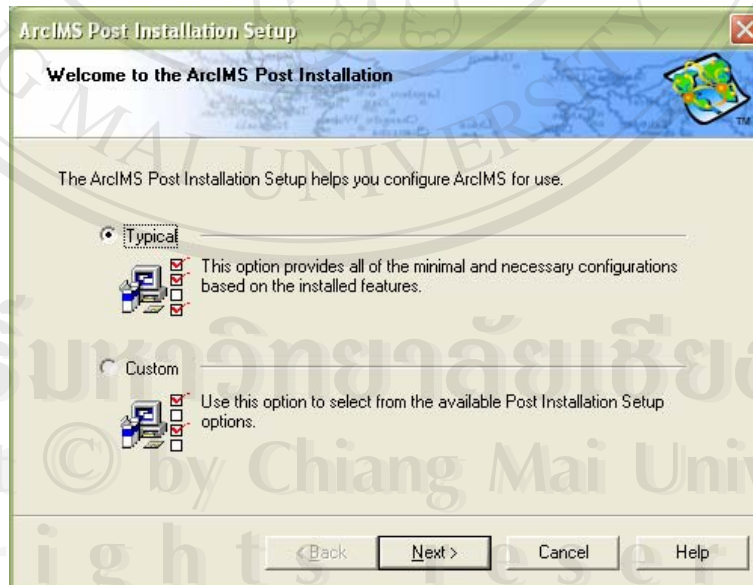 ArcIMS Post Installation Setup
Welcome to the ArcIMS Post Installation
TM
The ArcIMS Post Installation Setup helps you configure ArcIMS for use.
Typical
This option provides all of the minimal and necessary configurations
based on the installed features.
Custom
Use this option to select from the available Post Installation Setup
options.
< Back
Next >
Cancel
Help
MAI UNIVERSITY
มหาวิทยาลัยเชีย
© by Chiang Mai Univ